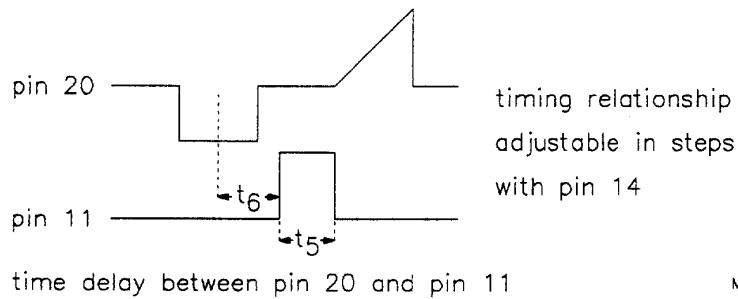 pin 20
timing relationship
adjustable in steps
with pin 14
t6
pin 11
t5
time delay between pin 20 and pin 11